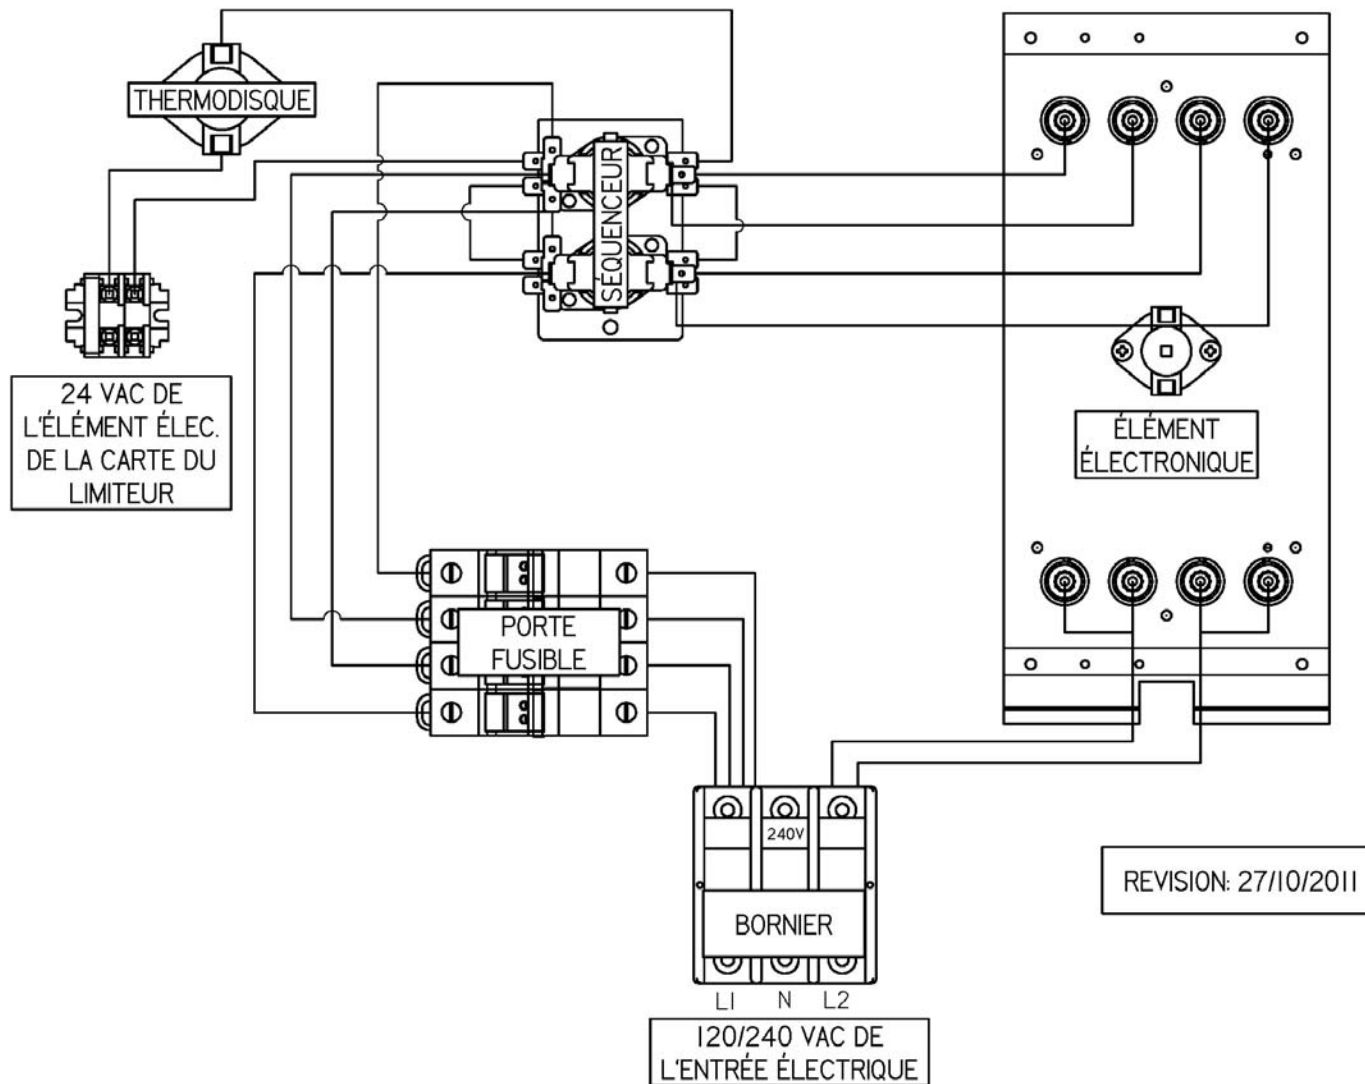 THERMODISQUE
SÉQUENCEUR
24 VAC DE
L'ÉLÉMENT ÉLEC.
DE LA CARTE DU
LIMITEUR
ÉLÉMENT
ÉLECTRONIQUE
PORTE
FUSIBLE
240V
BORNIER
L1 N L2
120/240 VAC DE
L'ENTRÉE ÉLECTRIQUE
REVISION: 27/10/2011